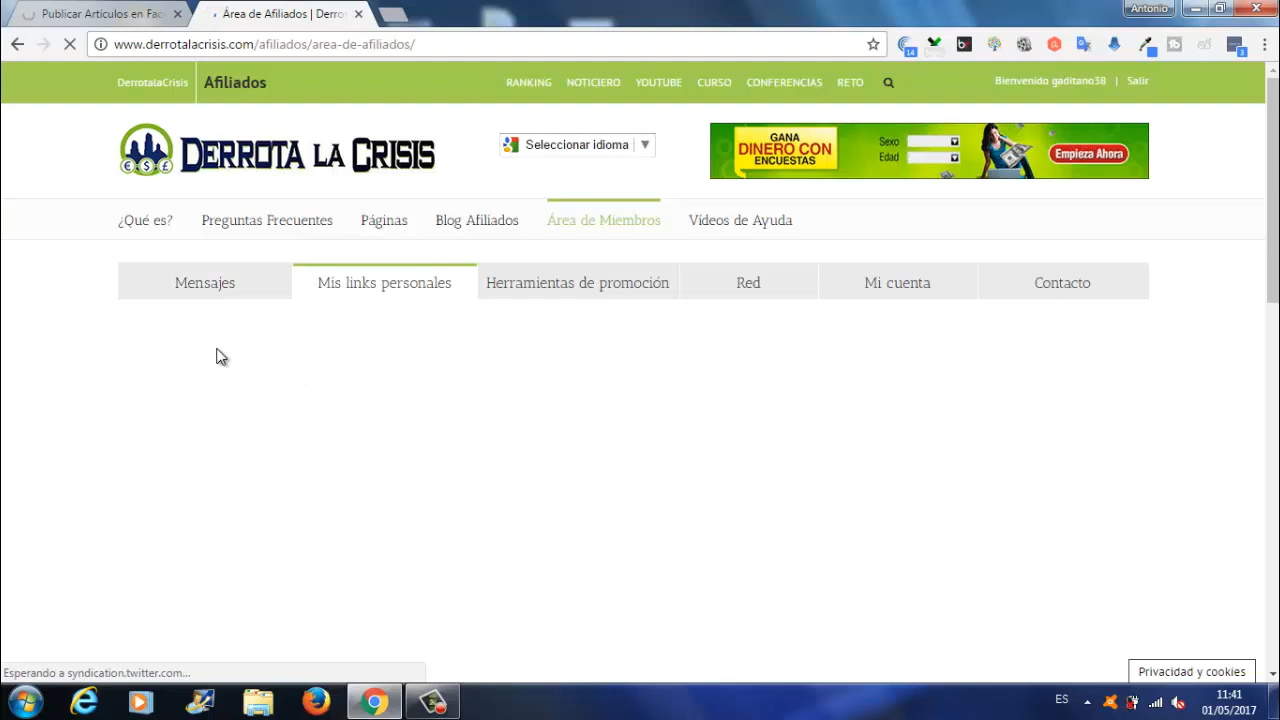 Publicar Artículos en Fac
Área de Afiliados | Derro
Antonio
www.derrotalacrisis.com/afiliados/area-de-afiliados/
14
3
DerrotalaCrisis
Afiliados
RANKING
NOTICIERO
YOUTUBE
CURSO
CONFERENCIAS
RETO
Bienvenido gaditano38 | Salir
DERROTA LA CRISIS
Seleccionar idioma
GANA
DINERO CON
ENCUESTAS
Sexo
Edad
Empieza Ahora
¿Qué es?
Preguntas Frecuentes
Páginas
Blog Afiliados
Área de Miembros
Vídeos de Ayuda
Mensajes
Mis links personales
Herramientas de promoción
Red
Mi cuenta
Contacto
Esperando a syndication.twitter.com...
Privacidad y cookies
ES
11:41
01/05/2017